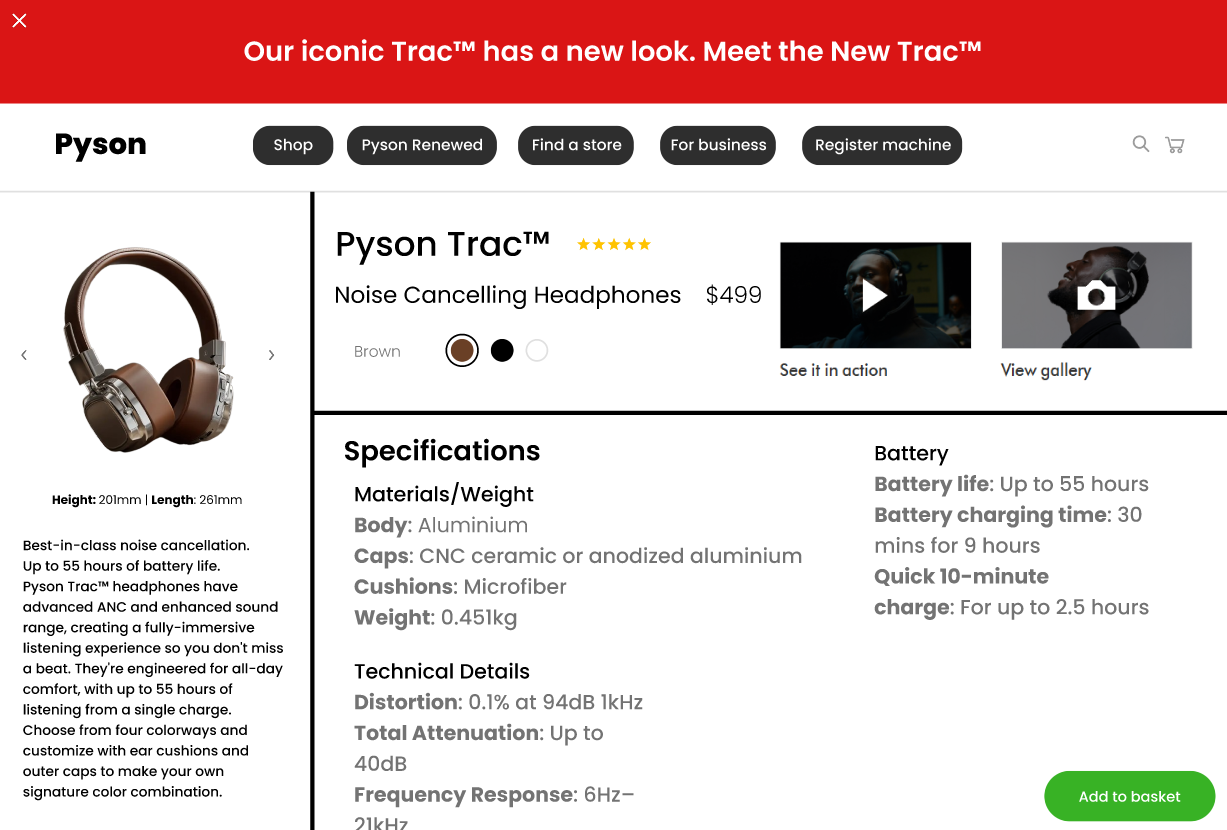 Our iconic Trac™ has a new look. Meet the New Trac™
Pyson
Shop
Pyson Renewed
Find a store
For business
Register machine
Pyson Trac™
Noise Cancelling Headphones $499
Brown
See it in action
View gallery
Height: 201mm | Length: 261mm
Best-in-class noise cancellation.
Up to 55 hours of battery life.
Pyson Trac™ headphones have
advanced ANC and enhanced sound
range, creating a fully-immersive
listening experience so you don't miss
a beat. They're engineered for all-day
comfort, with up to 55 hours of
listening from a single charge.
Choose from four colorways and
customize with ear cushions and
outer caps to make your own
signature color combination.
Specifications
Materials/Weight
Body: Aluminium
Caps: CNC ceramic or anodized aluminium
Cushions: Microfiber
Weight: 0.451kg
Technical Details
Distortion: 0.1% at 94dB 1kHz
Total Attenuation: Up to
40dB
Frequency Response: 6Hz–
21kHz
Battery
Battery life: Up to 55 hours
Battery charging time: 30
mins for 9 hours
Quick 10-minute
charge: For up to 2.5 hours
Add to basket